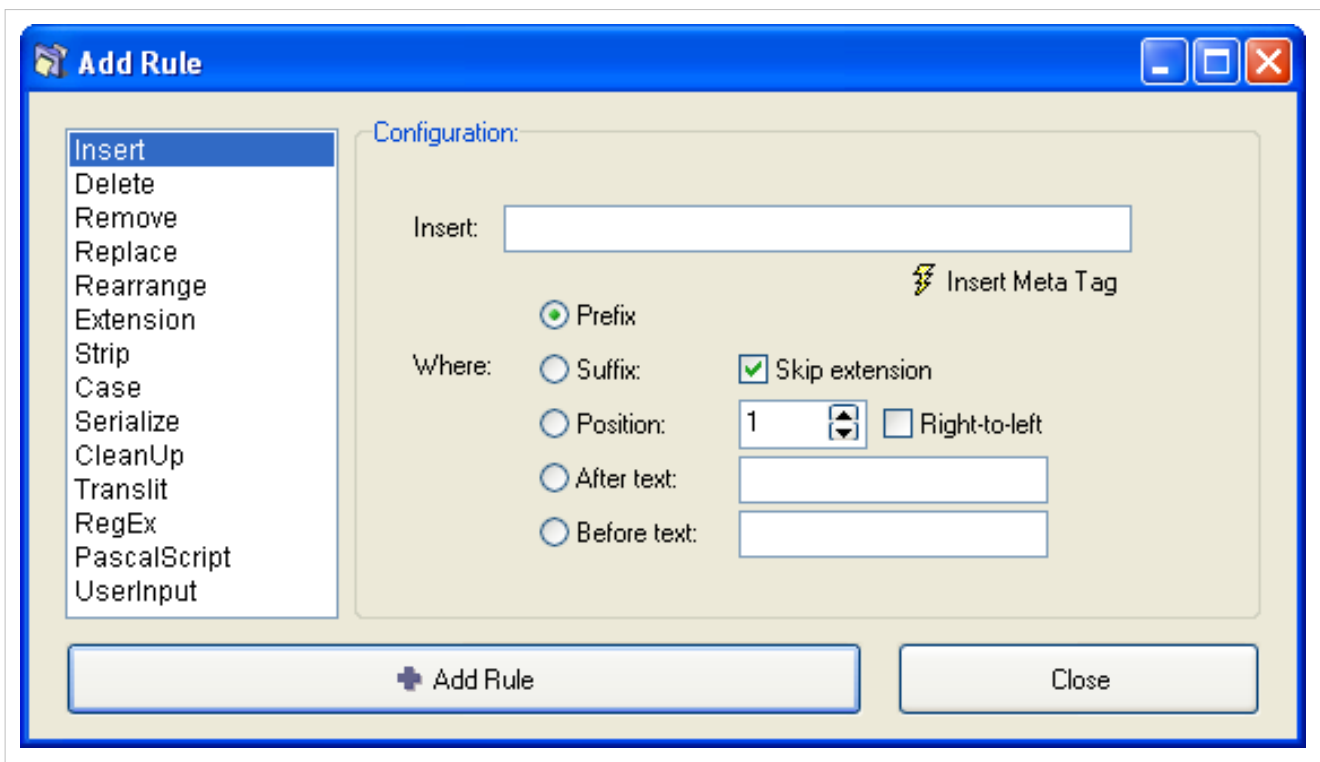 Add Rule
Insert
Delete
Remove
Replace
Rearrange
Extension
Strip
Case
Serialize
CleanUp
Translit
RegEx
PascalScript
UserInput
Configuration:
Insert:
Insert Meta Tag
Prefix
Where:
Suffix:
Skip extension
Position:
1
Right-to-left
After text:
Before text:
Add Rule
Close